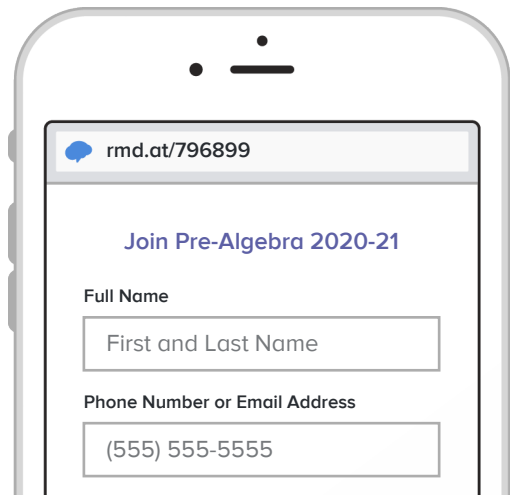 rmd.at/796899
Join Pre-Algebra 2020-21
Full Name
First and Last Name
Phone Number or Email Address
(555) 555-5555